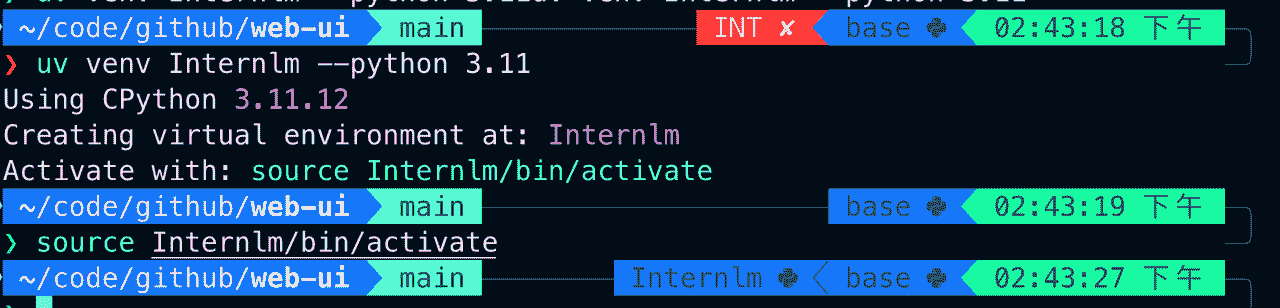 ~/code/github/web-ui main INT ✘ base 02:43:18 下午
❯ uv venv Internlm --python 3.11
Using CPython 3.11.12
Creating virtual environment at: Internlm
Activate with: source Internlm/bin/activate
~/code/github/web-ui main base 02:43:19 下午
❯ source Internlm/bin/activate
~/code/github/web-ui main Internlm base 02:43:27 下午